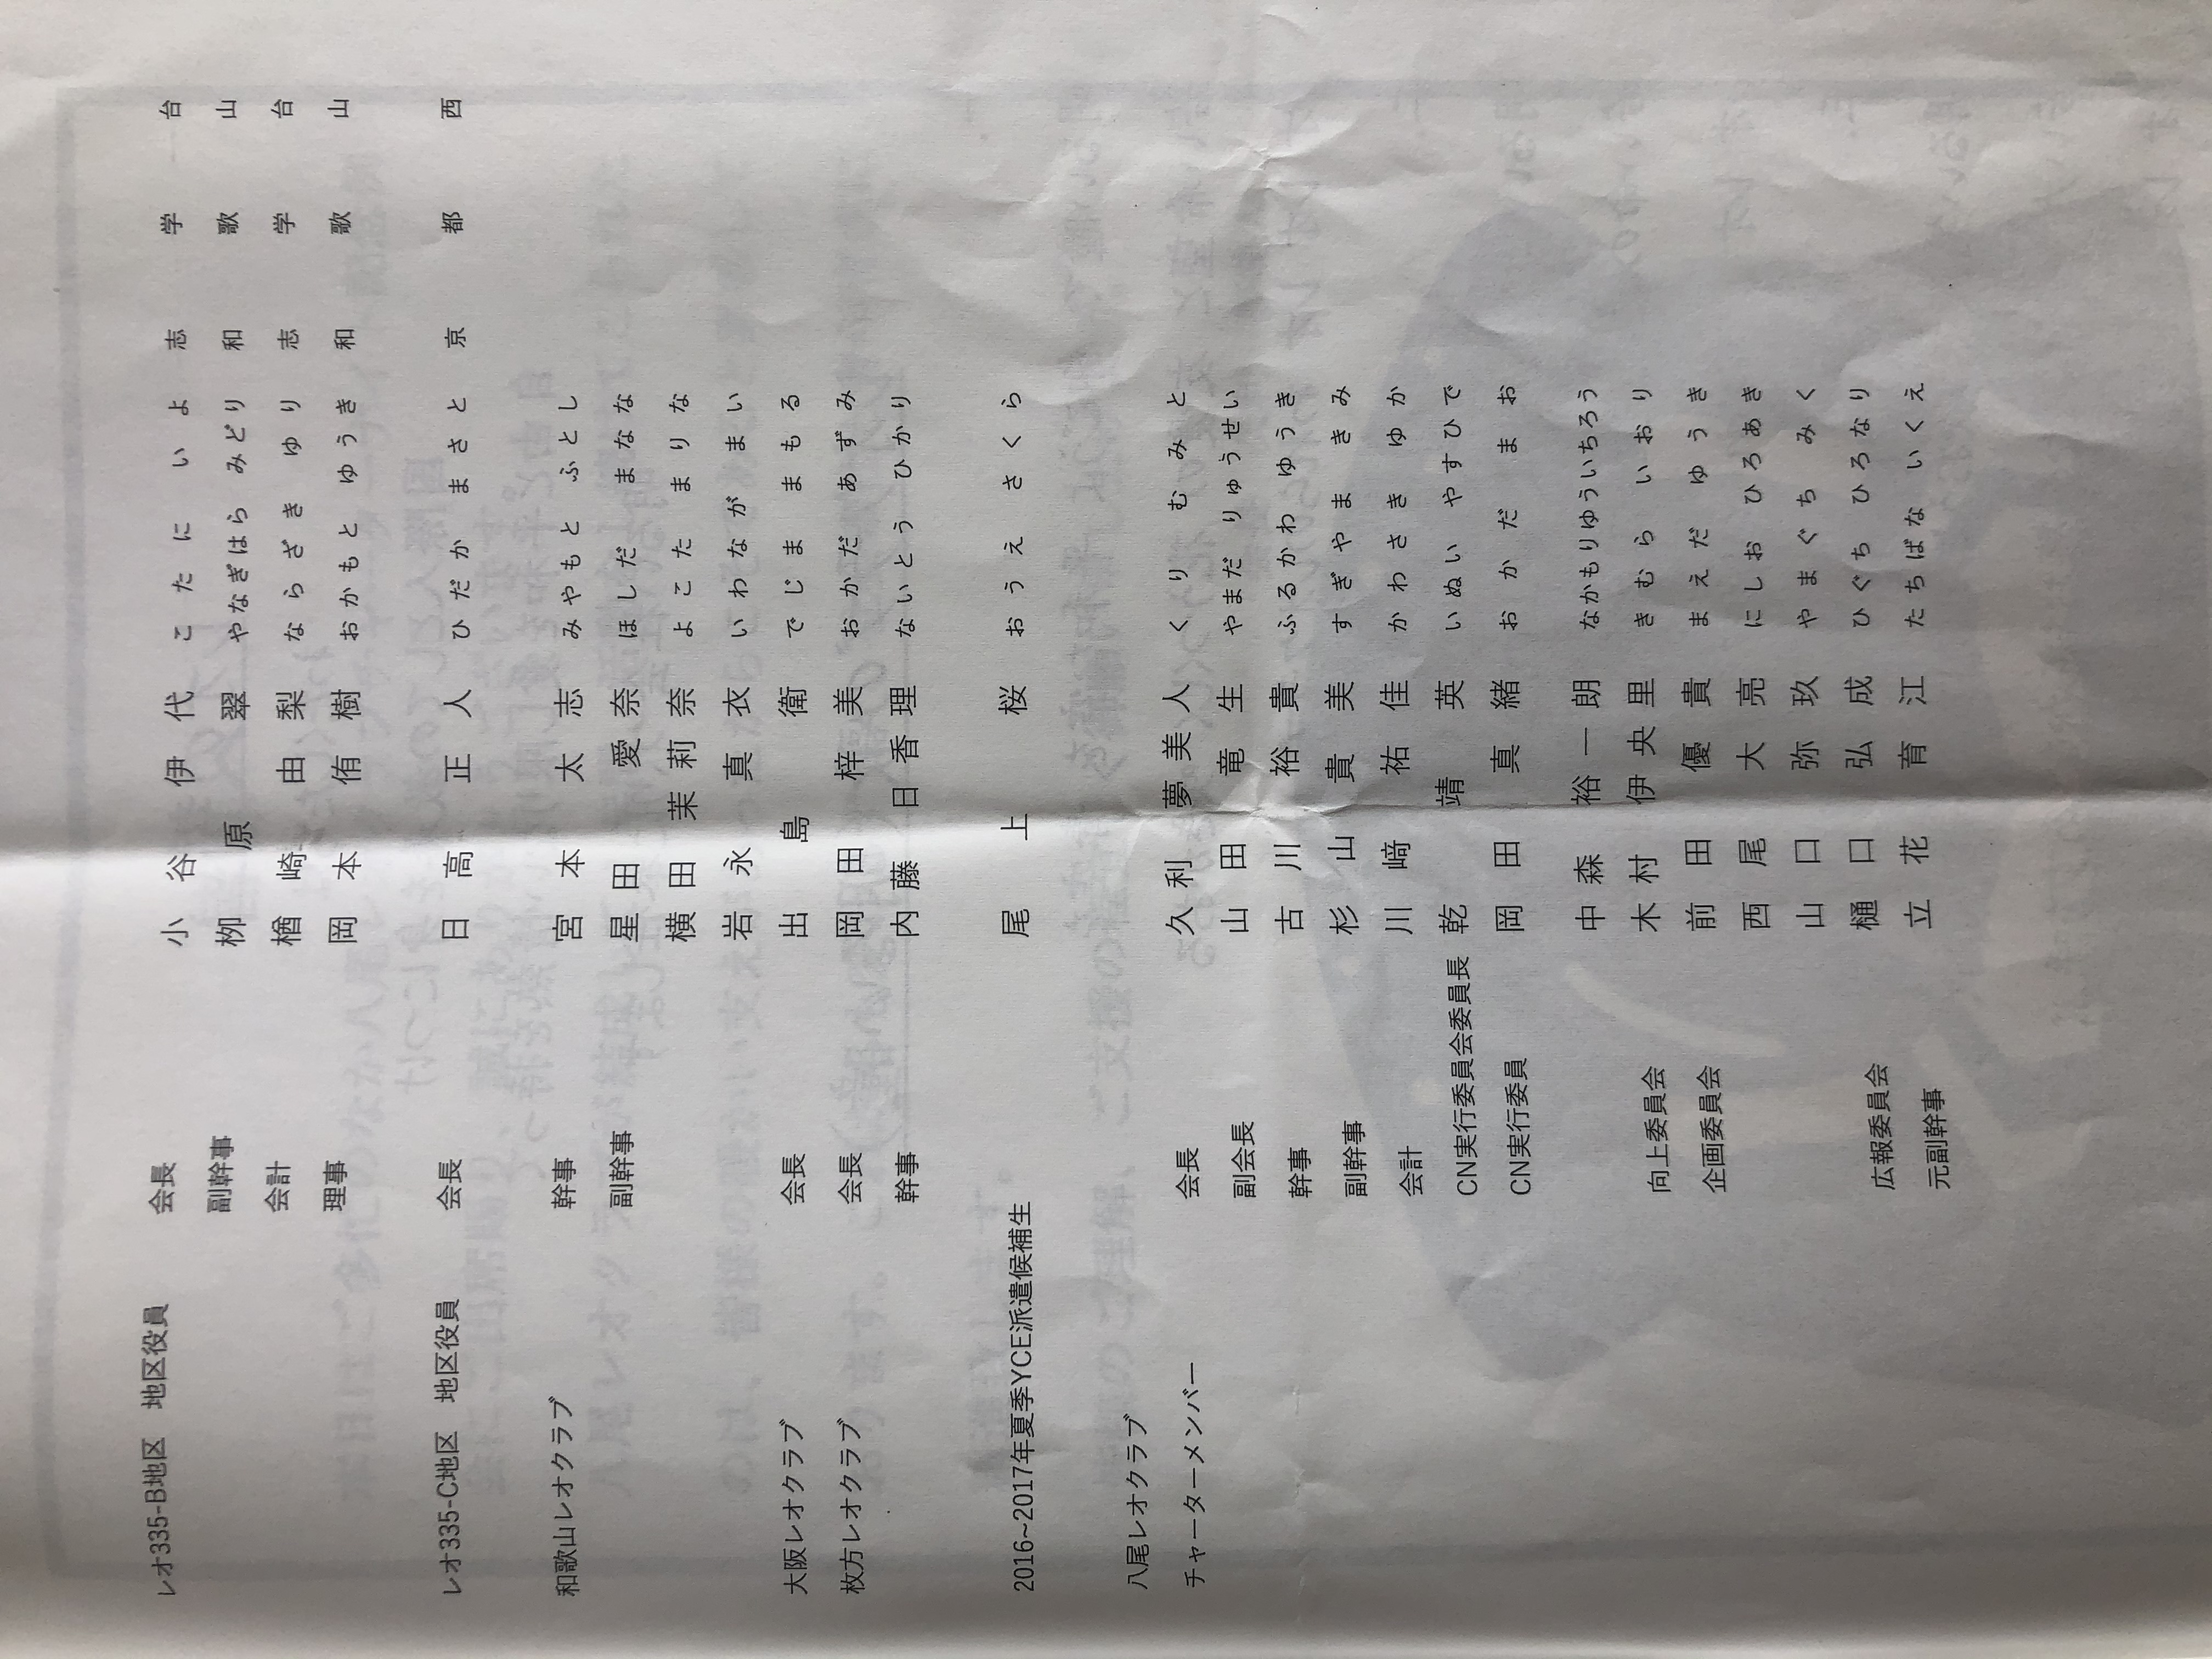 レオ335-B地区 地区役員 会長 小谷 伊代 こたに いよ 志学台
副幹事 栁原 翠 やなぎはら みどり 和歌山
会計 楢崎 由梨 ならざき ゆり 志学台
理事 岡本 侑樹 おかもと ゆうき 和歌山
レオ335-C地区 地区役員 会長 日高 正人 ひだか まさと 京都西
和歌山レオクラブ 幹事 宮本 太志 みやもと ふとし
副幹事 星田 愛奈 ほしだ まなな
横田 茉莉奈 よこた まりな
岩永 真衣 いわなが まい
大阪レオクラブ 会長 出島 衛 でじま まもる
枚方レオクラブ 会長 岡田 梓美 おかだ あずみ
幹事 内藤 日香理 ないとう ひかり
2016~2017年夏季YCE派遣候補生 尾上 桜 おうえ さくら
八尾レオクラブ
チャーターメンバー 会長 久利 夢美人 くり むみと
副会長 山田 竜生 やまだ りゅうせい
幹事 古川 裕貴 ふるかわ ゆうき
副幹事 杉山 貴美 すぎやま きみ
会計 川﨑 祐佳 かわさき ゆか
CN実行委員会委員長 乾 靖英 いぬい やすひで
CN実行委員 岡田 真緒 おかだ まお
中森 裕一朗 なかもりゆういちろう
向上委員会 木村 伊央里 きむら いおり
企画委員会 前田 優貴 まえだ ゆうき
西尾 大亮 にしお ひろあき
山口 弥玖 やまぐち みく
広報委員会 樋口 弘成 ひぐち ひろなり
元副幹事 立花 育江 たちばな いくえ